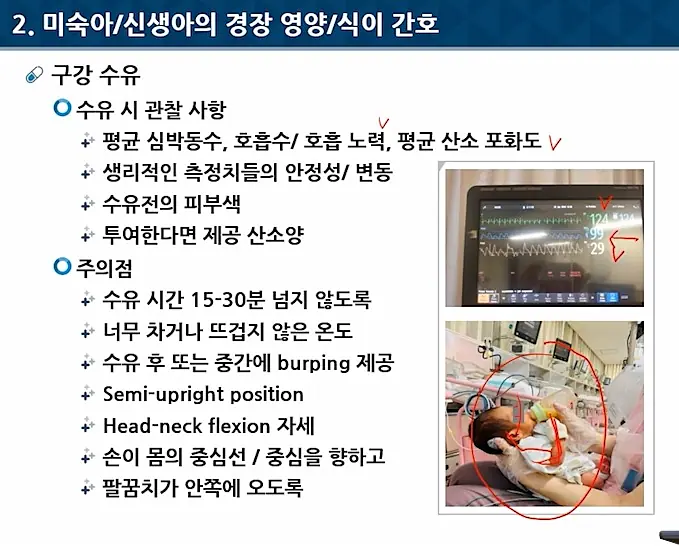 2. 미숙아/신생아의 경장 영양/식이 간호
구강 수유
수유 시 관찰 사항
평균 심박동수, 호흡수/ 호흡 노력, 평균 산소 포화도
생리적인 측정치들의 안정성/ 변동
수유전의 피부색
투여한다면 제공 산소양
주의점
수유 시간 15-30분 넘지 않도록
너무 차거나 뜨겁지 않은 온도
수유 후 또는 중간에 burping 제공
Semi-upright position
Head-neck flexion 자세
손이 몸의 중심선 / 중심을 향하고
팔꿈치가 안쪽에 오도록
124
99
29